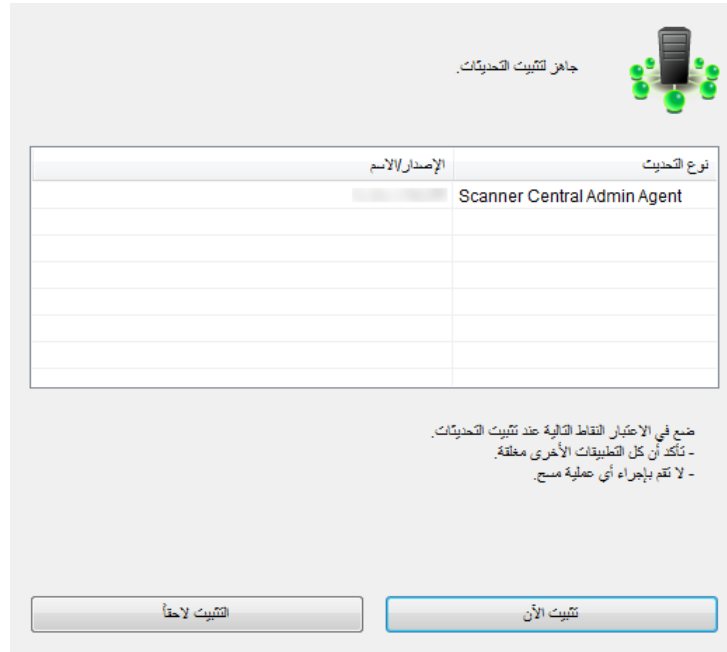 جاهز لتثبيت التحديثات.
نوع التحديث
الإصدار/الاسم
Scanner Central Admin Agent
ضع في الاعتبار النقاط التالية عند تثبيت التحديثات.
- تأكد أن كل التطبيقات الأخرى مغلقة.
- لا تقم بإجراء أي عملية مسح.
تثبيت الآن
التثبيت لاحقاً